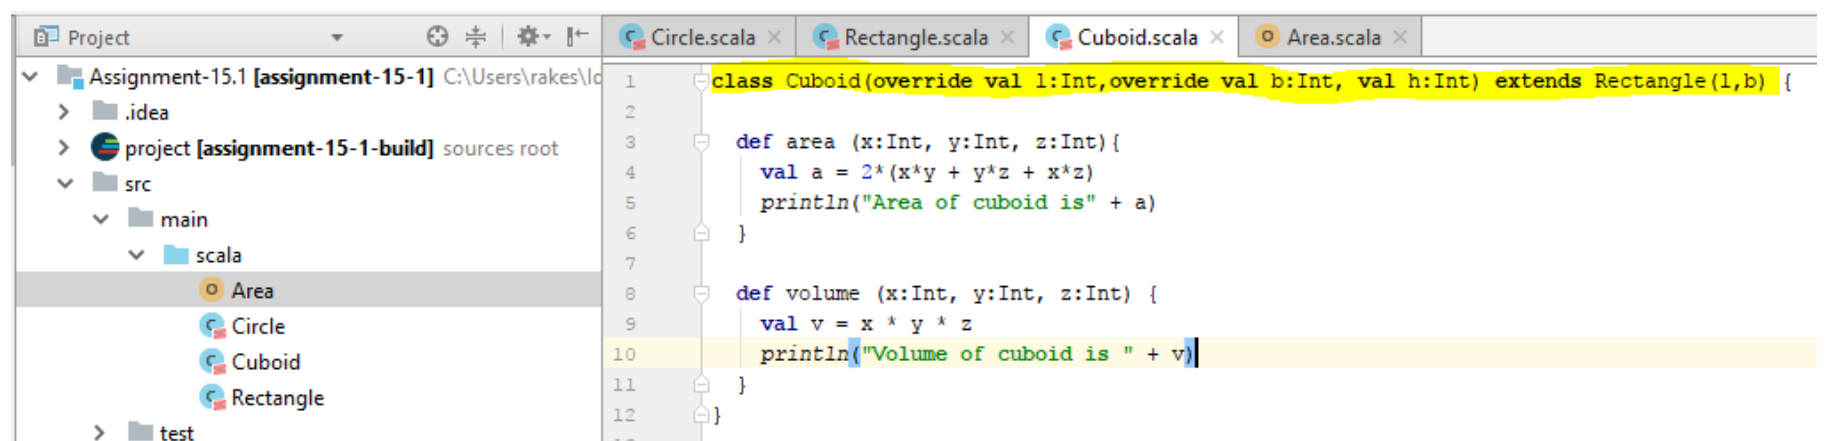 Project
Circle.scala
Rectangle.scala
Cuboid.scala
Area.scala
Assignment-15.1 [assignment-15-1] C:\Users\rakes\Id
.idea
project [assignment-15-1-build] sources root
src
main
scala
Area
Circle
Cuboid
Rectangle
test
1 class Cuboid(override val l:Int,override val b:Int, val h:Int) extends Rectangle(l,b) {
2
3 def area (x:Int, y:Int, z:Int){
4 val a = 2*(x*y + y*z + x*z)
5 println("Area of cuboid is" + a)
6 }
7
8 def volume (x:Int, y:Int, z:Int) {
9 val v = x * y * z
10 println("Volume of cuboid is " + v)
11 }
12 }